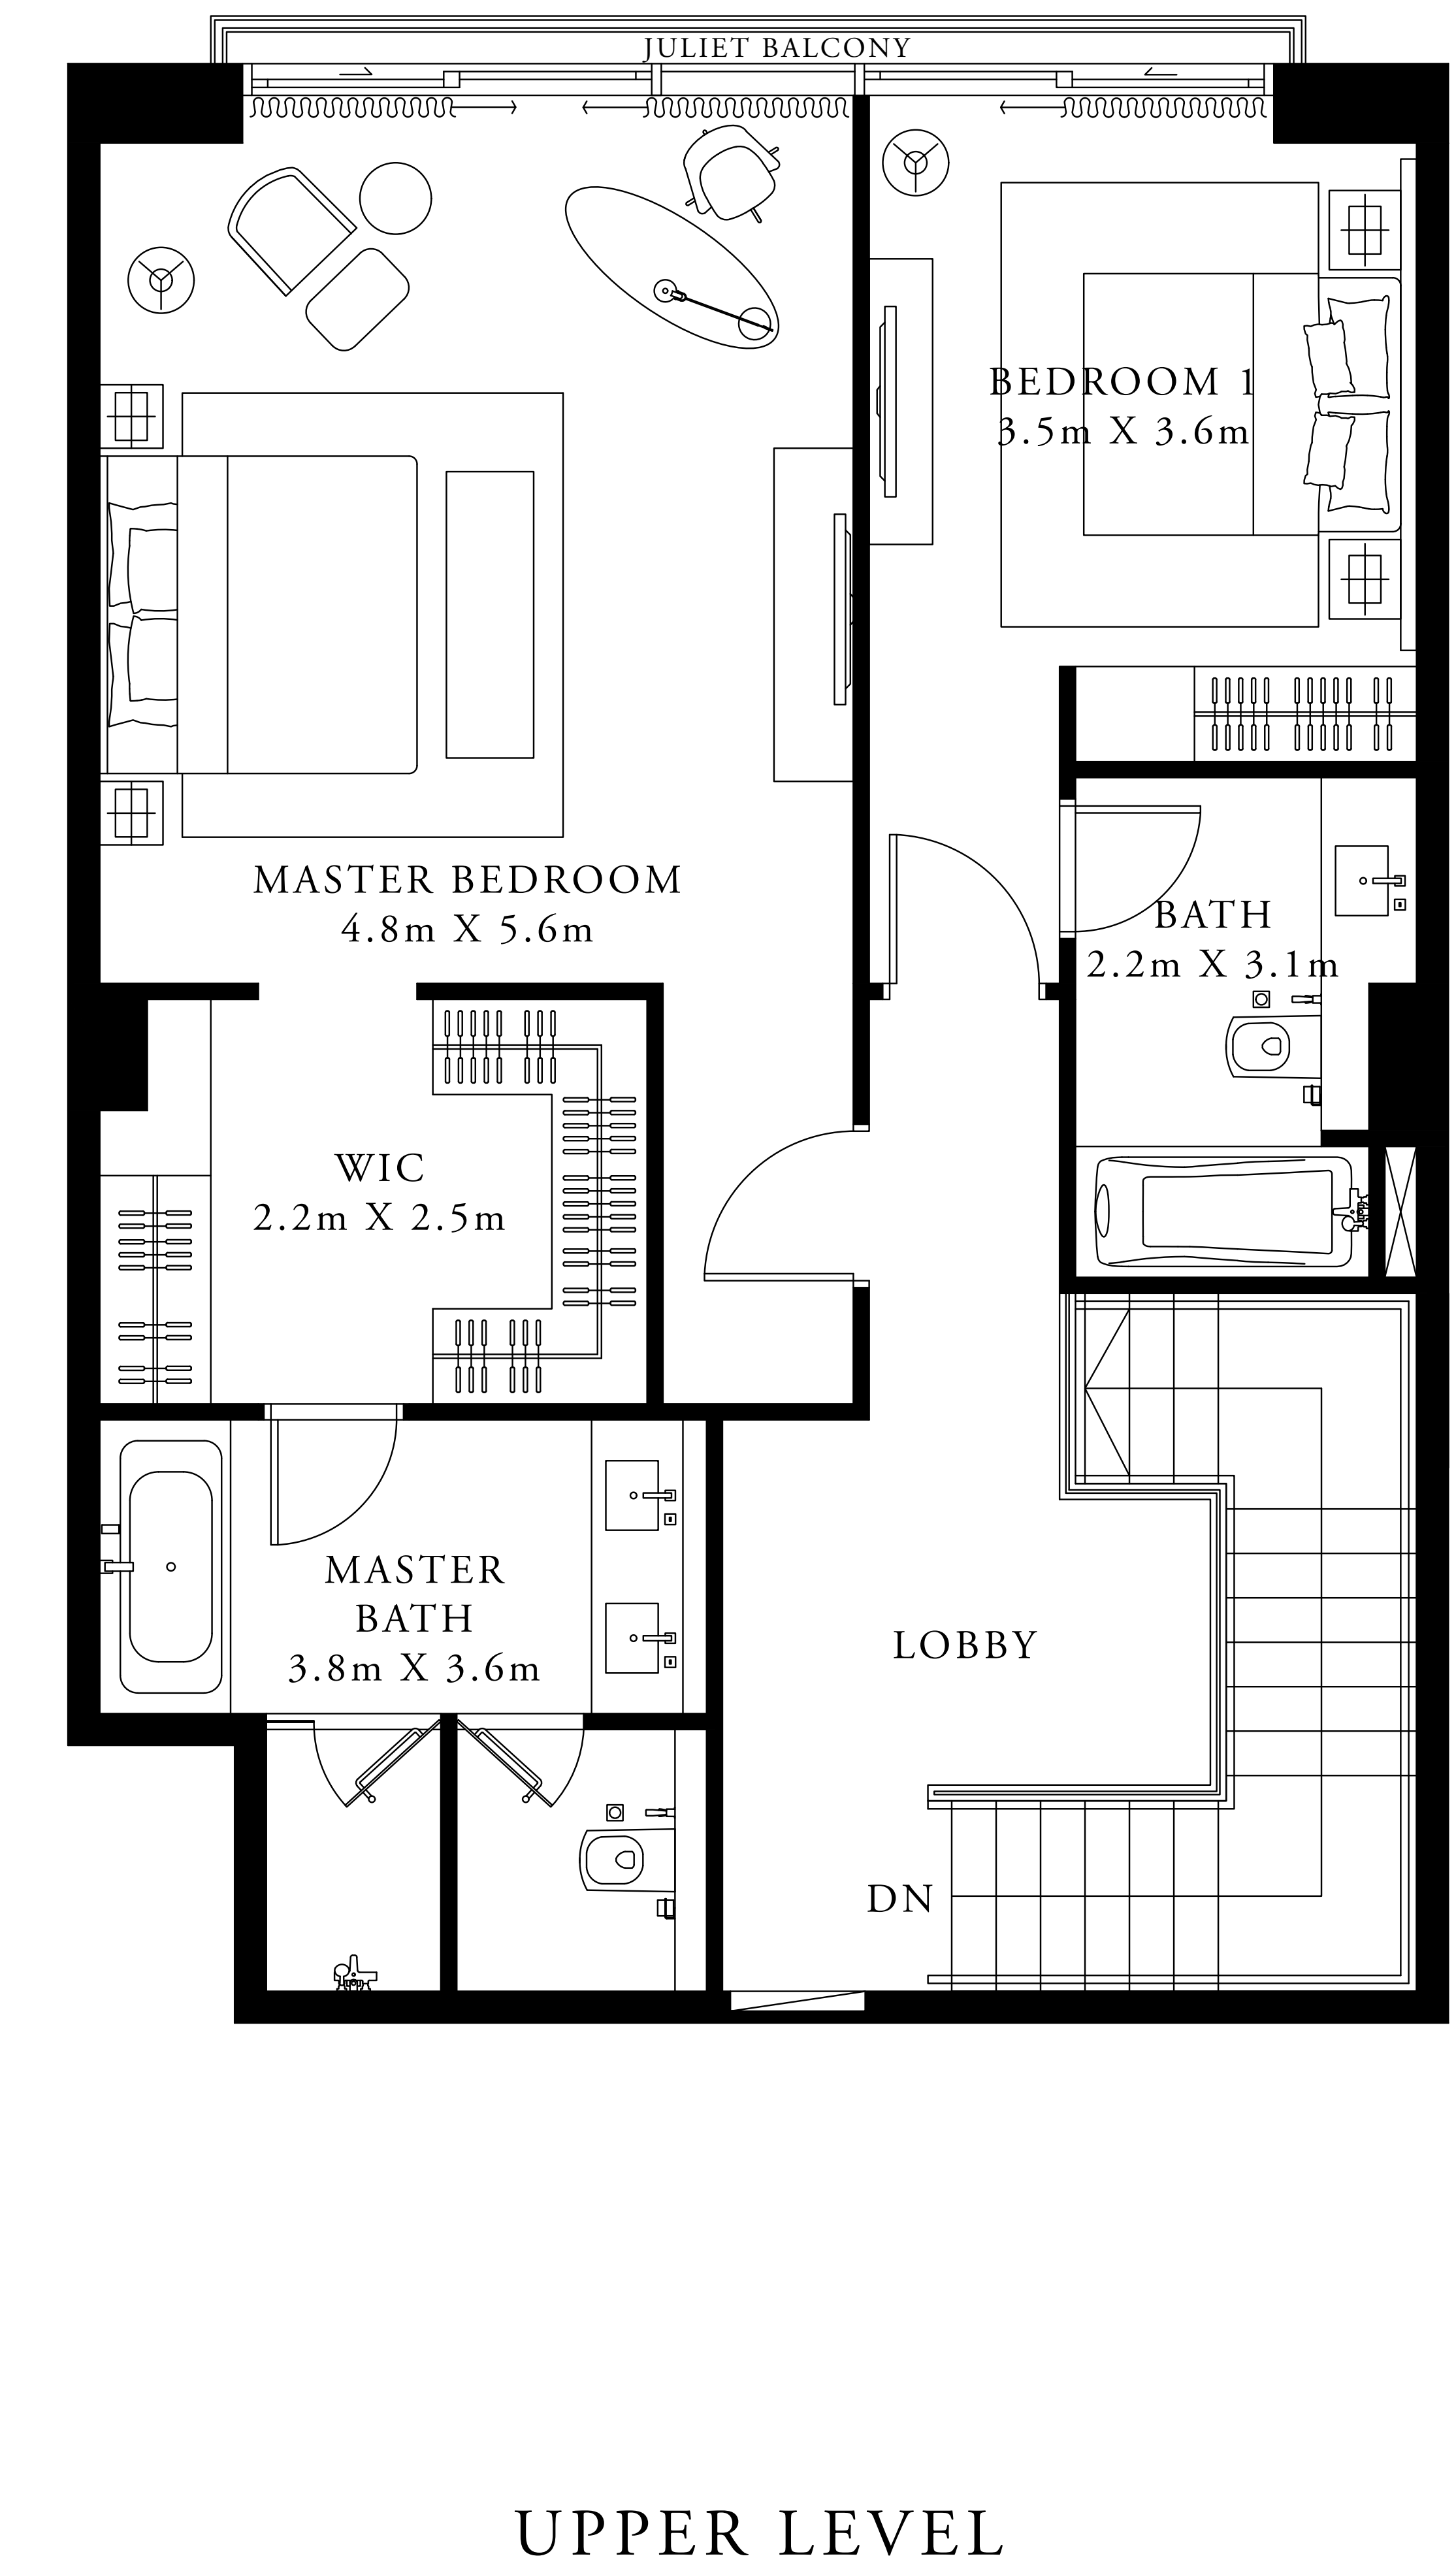 JULIET BALCONY
BEDROOM 1
3.5m X 3.6m
MASTER BEDROOM
4.8m X 5.6m
BATH
2.2m X 3.1m
WIC
2.2m X 2.5m
MASTER
BATH
3.8m X 3.6m
LOBBY
DN
UPPER LEVEL